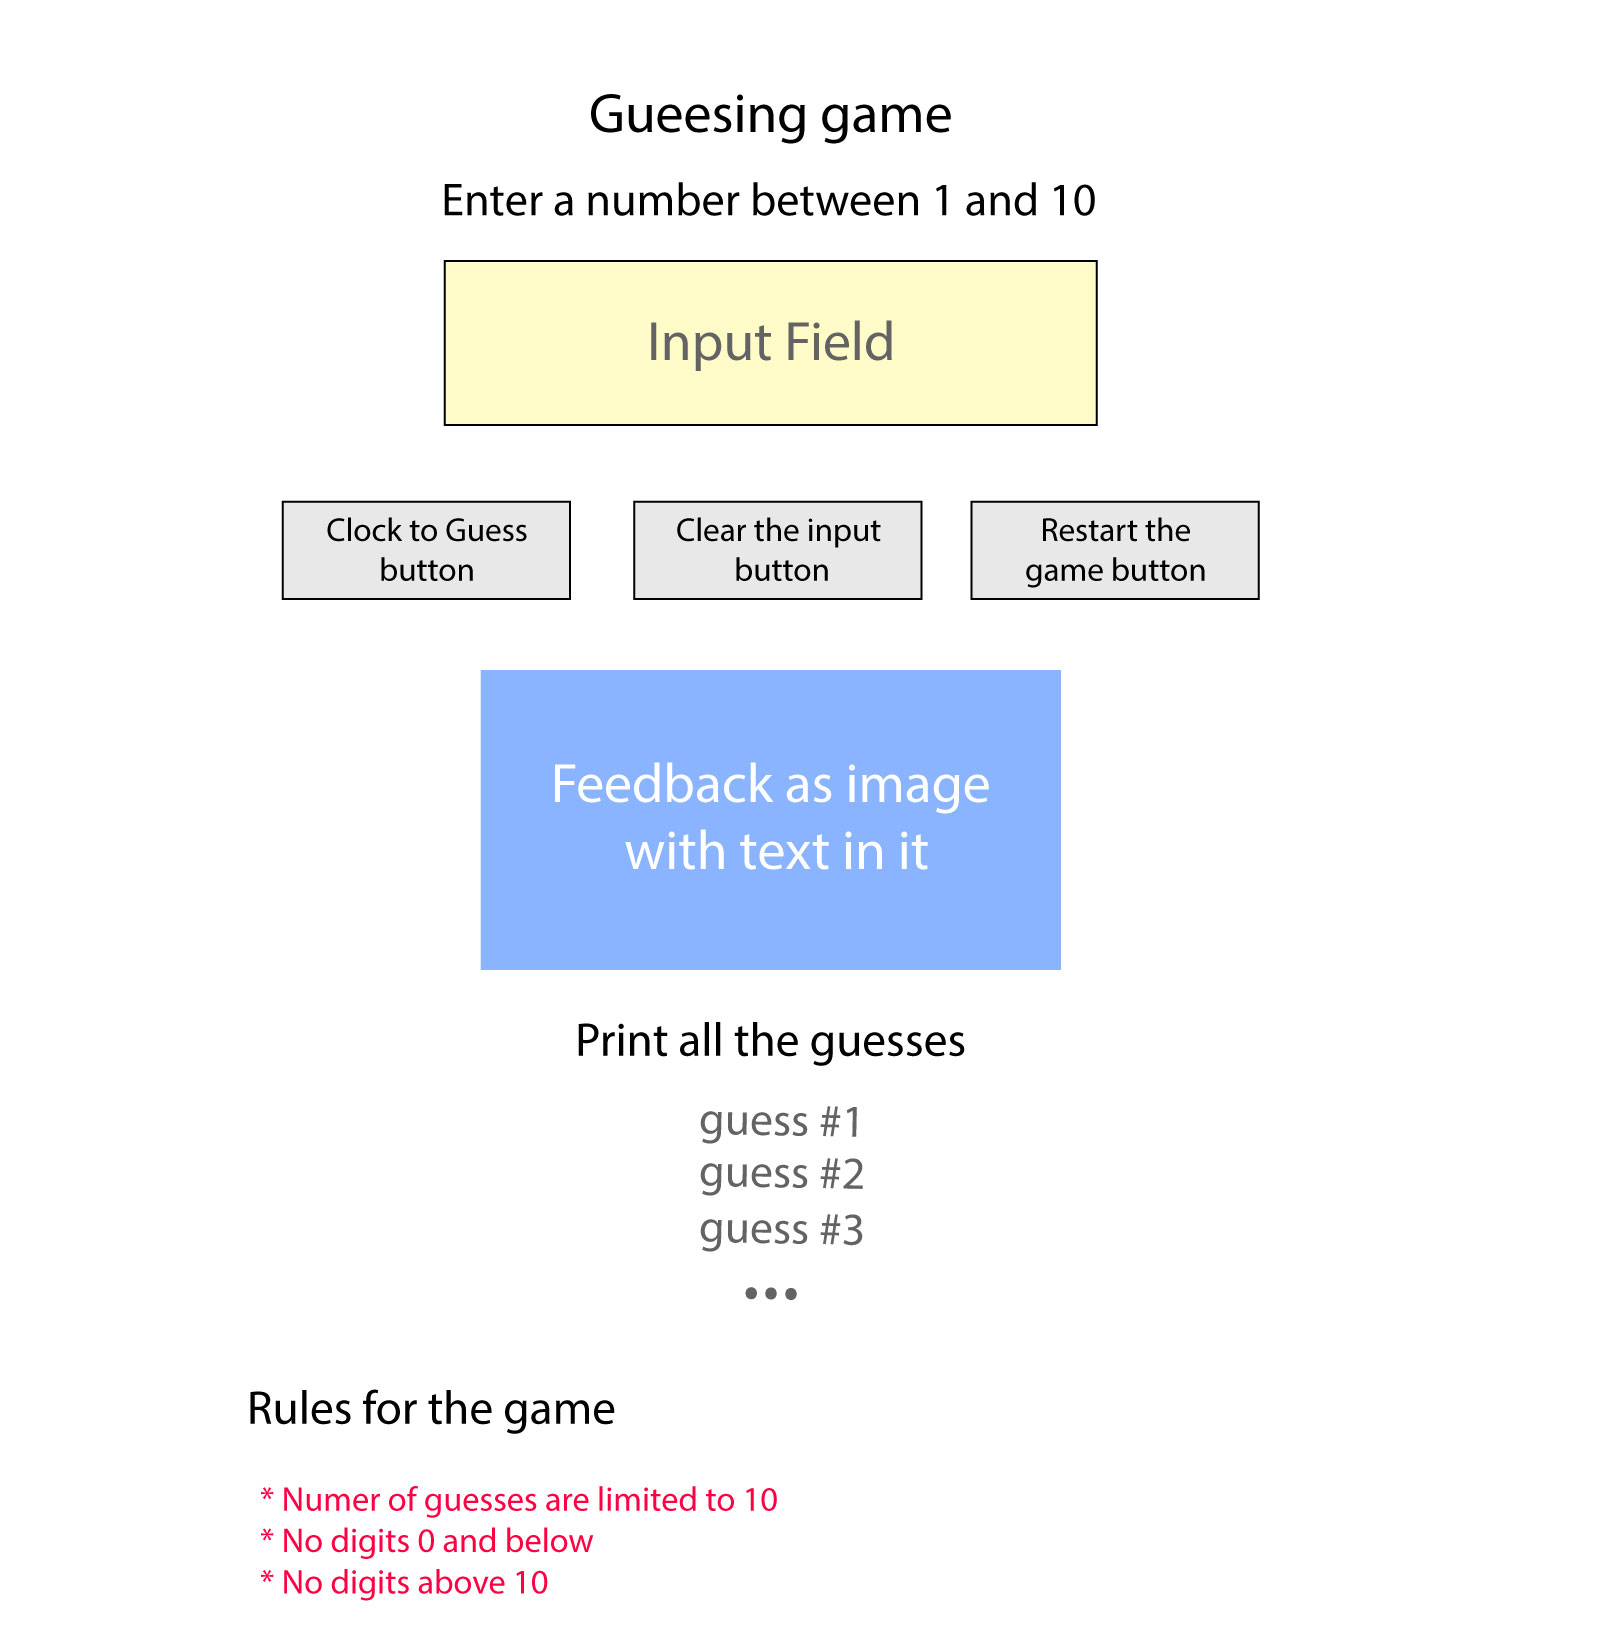 Gueesing game
Enter a number between 1 and 10
Input Field
Clock to Guess
button
Clear the input
button
Restart the
game button
Feedback as image
with text in it
Print all the guesses
guess #1
guess #2
guess #3
...
Rules for the game
* Numer of guesses are limited to 10
* No digits 0 and below
* No digits above 10